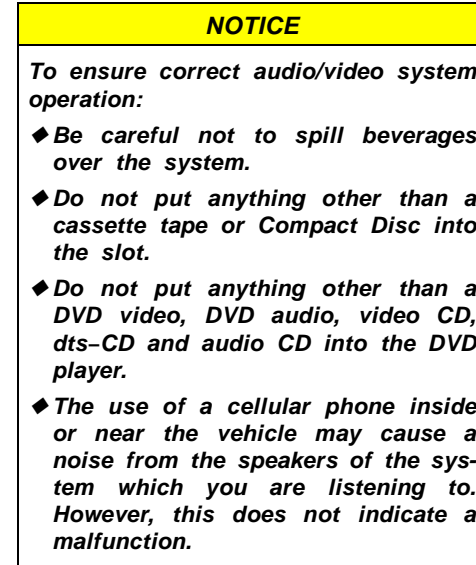 NOTICE
To ensure correct audio/video system
operation:
◆ Be careful not to spill beverages
over the system.
◆ Do not put anything other than a
cassette tape or Compact Disc into
the slot.
◆ Do not put anything other than a
DVD video, DVD audio, video CD,
dts–CD and audio CD into the DVD
player.
◆ The use of a cellular phone inside
or near the vehicle may cause a
noise from the speakers of the sys-
tem which you are listening to.
However, this does not indicate a
malfunction.